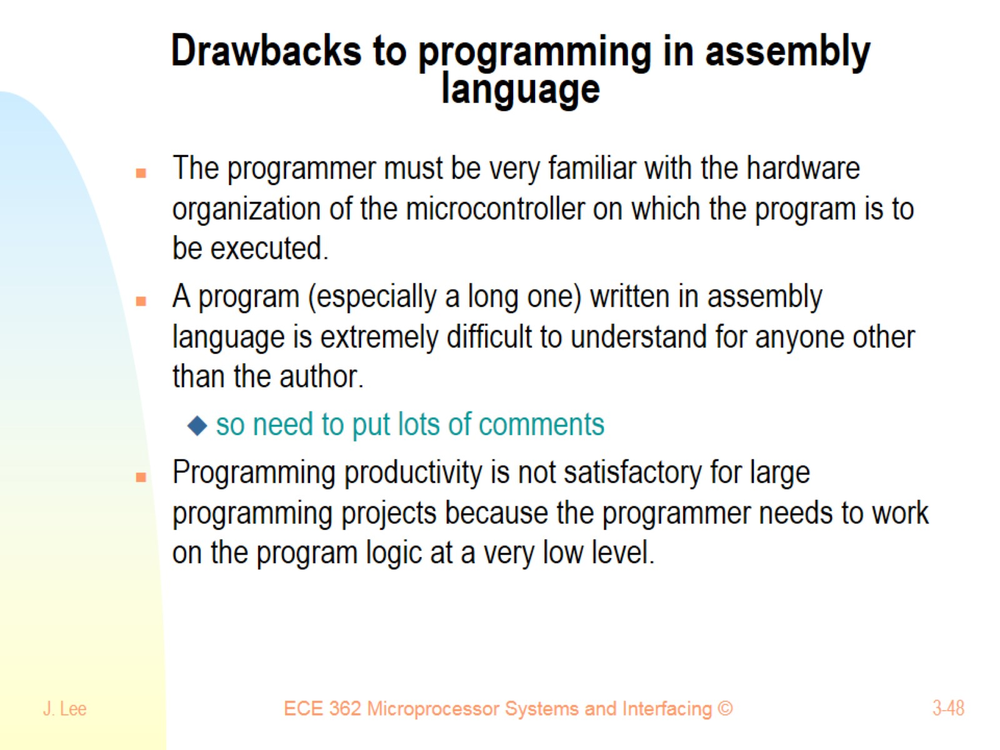 Drawbacks to programming in assembly
language
The programmer must be very familiar with the hardware
organization of the microcontroller on which the program is to
be executed.
A program (especially a long one) written in assembly
language is extremely difficult to understand for anyone other
than the author.
so need to put lots of comments
Programming productivity is not satisfactory for large
programming projects because the programmer needs to work
on the program logic at a very low level.
J. Lee
ECE 362 Microprocessor Systems and Interfacing ©
3-48